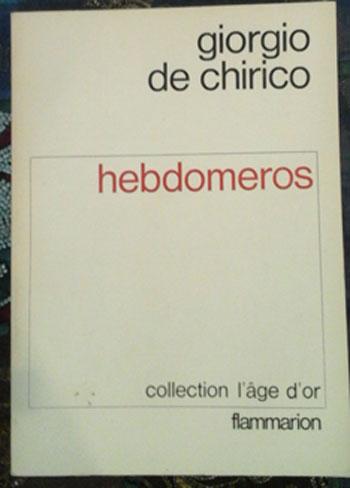 giorgio
de chirico
hebdomeros
collection l'âge d'or
flammarion